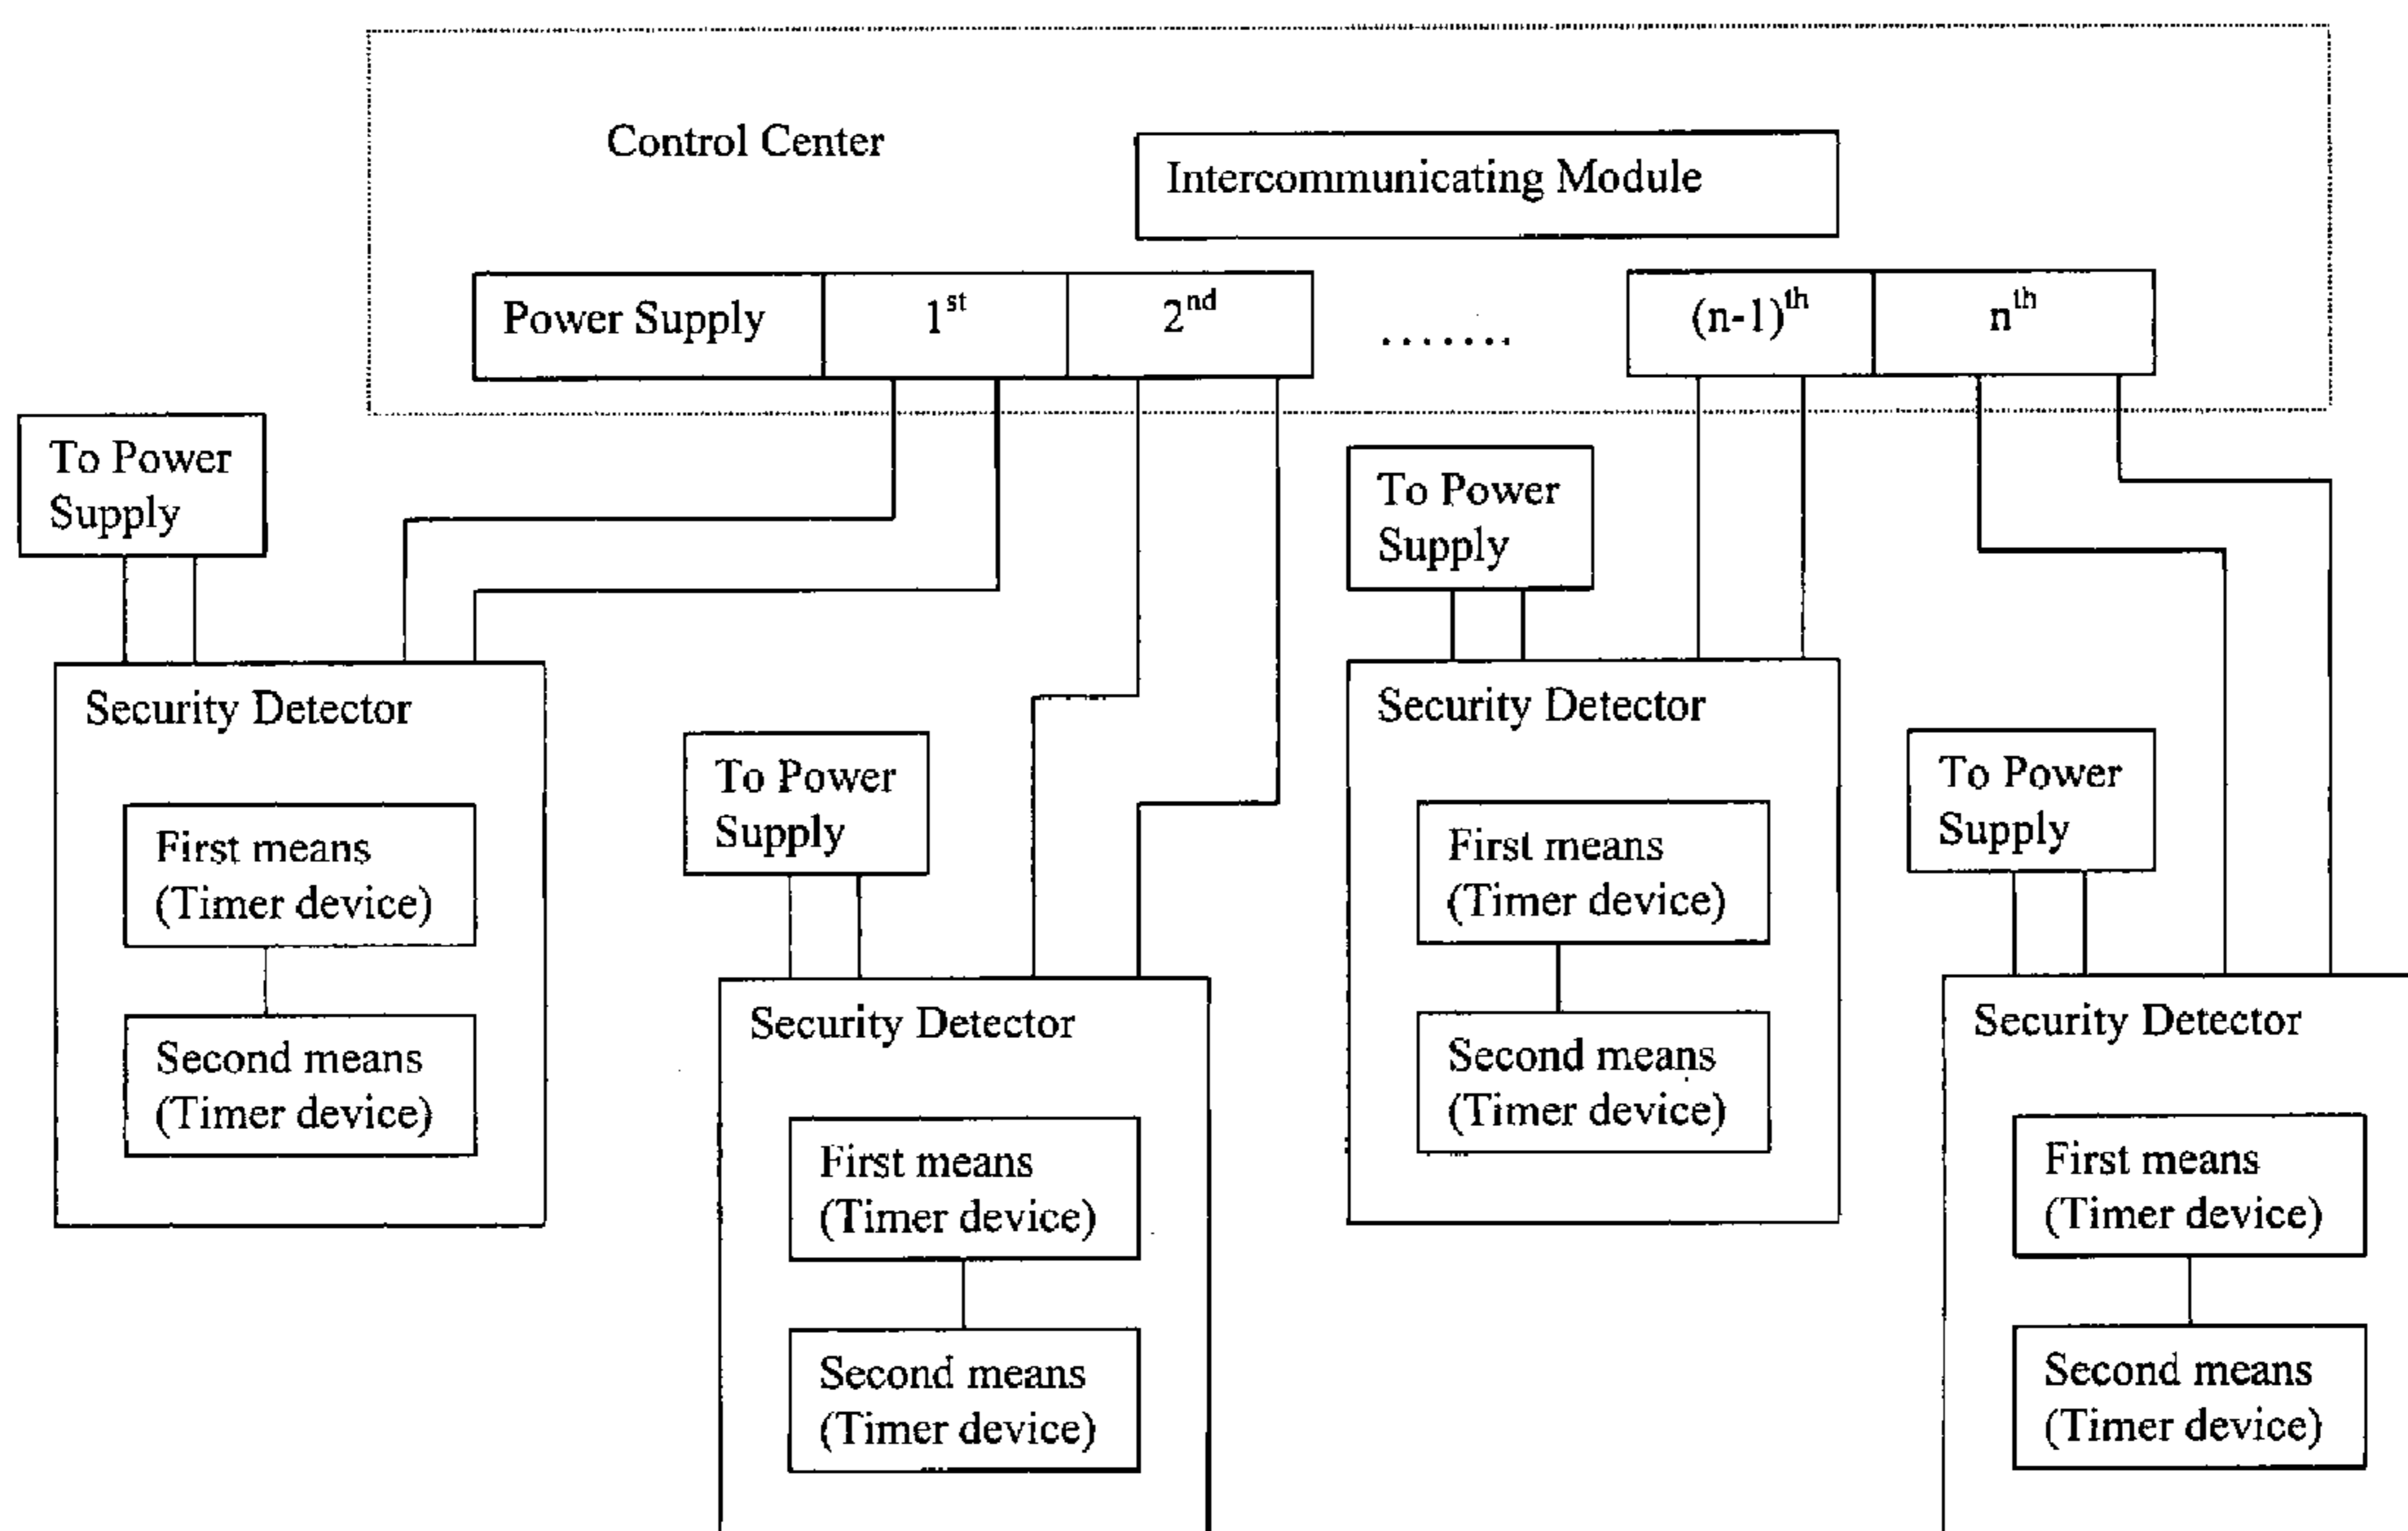 Control Center
Intercommunicating Module
Power Supply
1st
2nd
.......
(n-1)th
nth
To Power
Supply
To Power
Supply
Security Detector
First means
(Timer device)
Second means
(Timer device)
To Power
Supply
Security Detector
First means
(Timer device)
Second means
(Timer device)
Security Detector
First means
(Timer device)
Second means
(Timer device)
To Power
Supply
Security Detector
First means
(Timer device)
Second means
(Timer device)